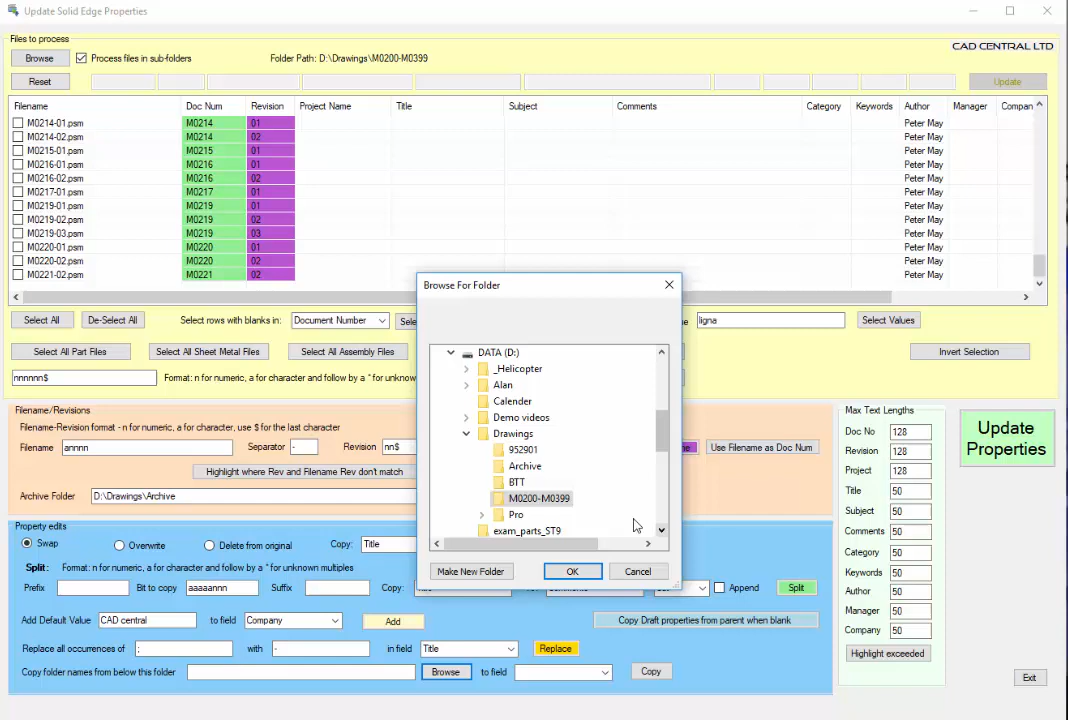 Update Solid Edge Properties
Files to process
CAD CENTRAL LTD
Browse Process files in sub-folders Folder Path: D:\Drawings\M0200-M0399
Reset Update
Filename Doc Num Revision Project Name Title Subject Comments Category Keywords Author Manager Compan
M0214-01.psm M0214 01 Peter May
M0214-02.psm M0214 02 Peter May
M0215-01.psm M0215 01 Peter May
M0216-01.psm M0216 01 Peter May
M0216-02.psm M0216 02 Peter May
M0217-01.psm M0217 01 Peter May
M0219-01.psm M0219 01 Peter May
M0219-02.psm M0219 02 Peter May
M0219-03.psm M0219 03 Peter May
M0220-01.psm M0220 01 Peter May
M0220-02.psm M0220 02 Peter May
M0221-02.psm M0221 02 Peter May
Select All De-Select All Select rows with blanks in: Document Number Sele ligna Select Values
Select All Part Files Select All Sheet Metal Files Select All Assembly Files Invert Selection
nnnnnn$ Format: n for numeric, a for character and follow by a * for unknown
Browse For Folder
DATA (D:)
_Helicopter
Alan
Calender
Demo videos
Drawings
952901
Archive
BTT
M0200-M0399
Pro
exam_parts_ST9
Make New Folder OK Cancel
Filename/Revisions
Filename-Revision format - n for numeric, a for character, use $ for the last character
Filename annnn Separator - Revision nn$ Use Filename as Doc Num
Highlight where Rev and Filename Rev don't match
Archive Folder D:\Drawings\Archive
Max Text Lengths
Doc No 128
Revision 128
Project 128
Title 50
Subject 50
Comments 50
Category 50
Keywords 50
Author 50
Manager 50
Company 50
Highlight exceeded
Update Properties
Property edits
Swap Overwrite Delete from original Copy: Title
Split: Format: n for numeric, a for character and follow by a * for unknown multiples
Prefix Bit to copy aaaaannn Suffix Copy: Append Split
Add Default Value CAD central to field Company Add Copy Draft properties from parent when blank
Replace all occurrences of ; with - in field Title Replace
Copy folder names from below this folder Browse to field Copy
Exit